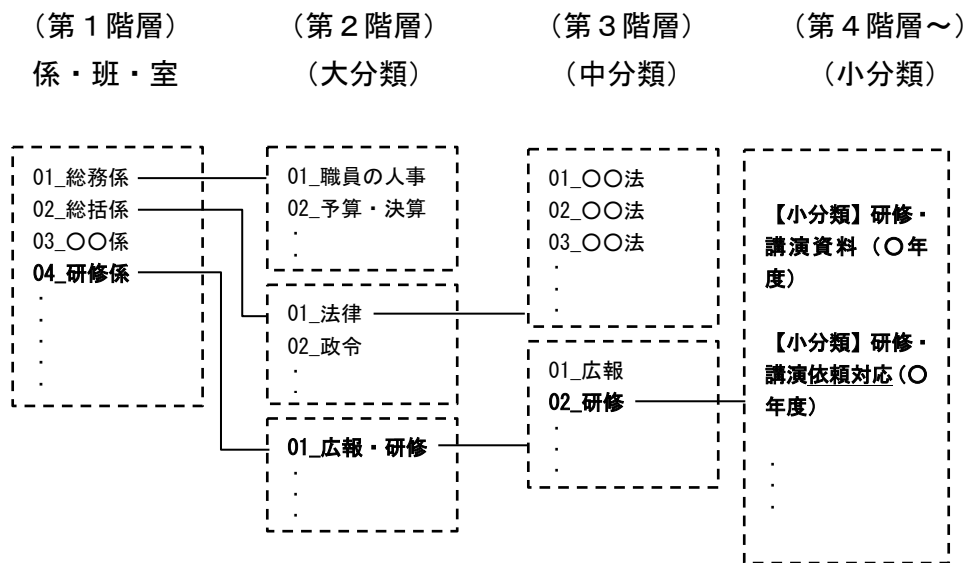 (第1階層)
係・班・室
(第2階層)
(大分類)
(第3階層)
(中分類)
(第4階層～)
(小分類)
01_総務係
02_総括係
03_〇〇係
04_研修係
・
・
・
・
01_職員の人事
02_予算・決算
・
・
01_法律
02_政令
・
・
01_広報・研修
・
・
・
01_〇〇法
02_〇〇法
03_〇〇法
・
・
・
01_広報
02_研修
・
・
・
【小分類】研修・
講演資料(〇年
度)
【小分類】研修・
講演依頼対応(〇
年度)
・
・
・